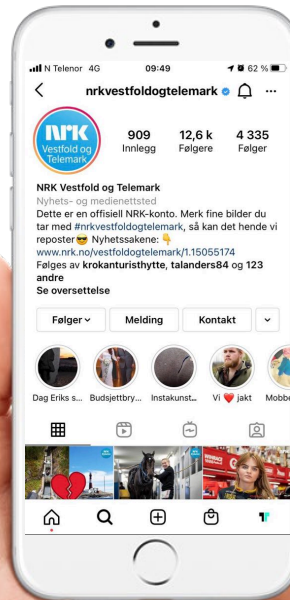 N Telenor 4G 09:49 62 %
nrkvestfoldogtelemark
NRK
Vestfold og
Telemark
909 12,6 k 4 335
Innlegg Følgere Følger
NRK Vestfold og Telemark
Nyhets- og medienettsted
Dette er en offisiell NRK-konto. Merk fine bilder du
tar med #nrkvestfoldogtelemark, så kan det hende vi
reposter😎 Nyhetssakene: 👇
www.nrk.no/vestfoldogtelemark/1.15055174
Følges av krokanturisthytte, talanders84 og 123
andre
Se oversettelse
Følger Melding Kontakt
Dag Eriks s... Budsjettbry... Instakunst... Vi ❤️ jakt Mobbe